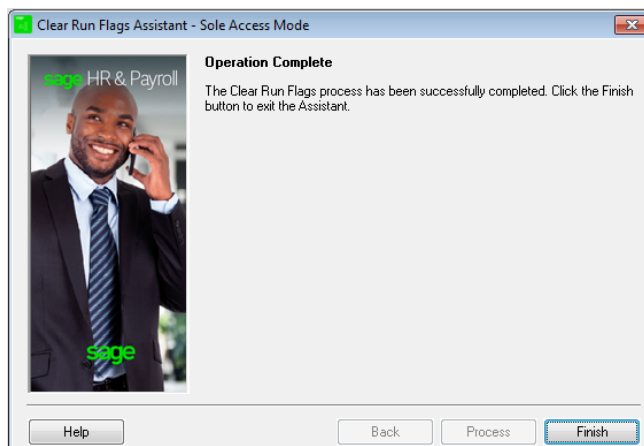 Clear Run Flags Assistant - Sole Access Mode
sage HR & Payroll
Operation Complete
The Clear Run Flags process has been successfully completed. Click the Finish
button to exit the Assistant.
sage
Help
Back
Process
Finish